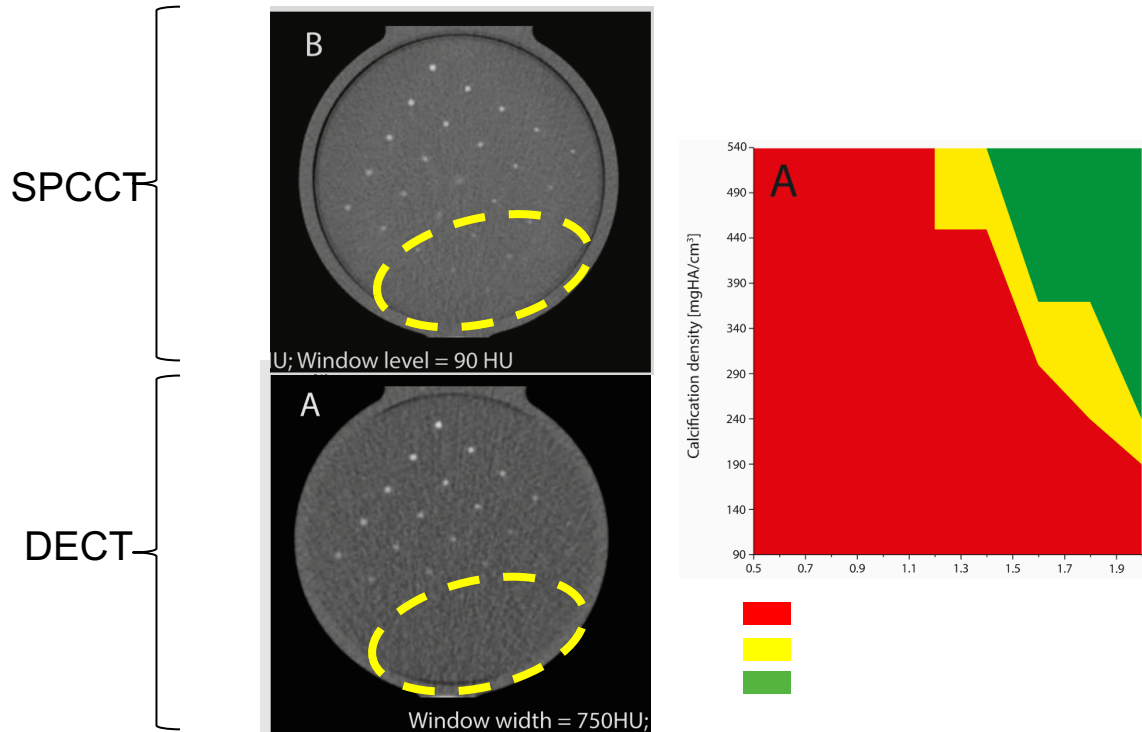 SPCCT
B
U; Window level = 90 HU
DECT
A
Window width = 750HU;
A
Calcification density [mgHA/cm³]
540
490
440
390
340
290
240
190
140
90
0.5 0.7 0.9 1.1 1.3 1.5 1.7 1.9